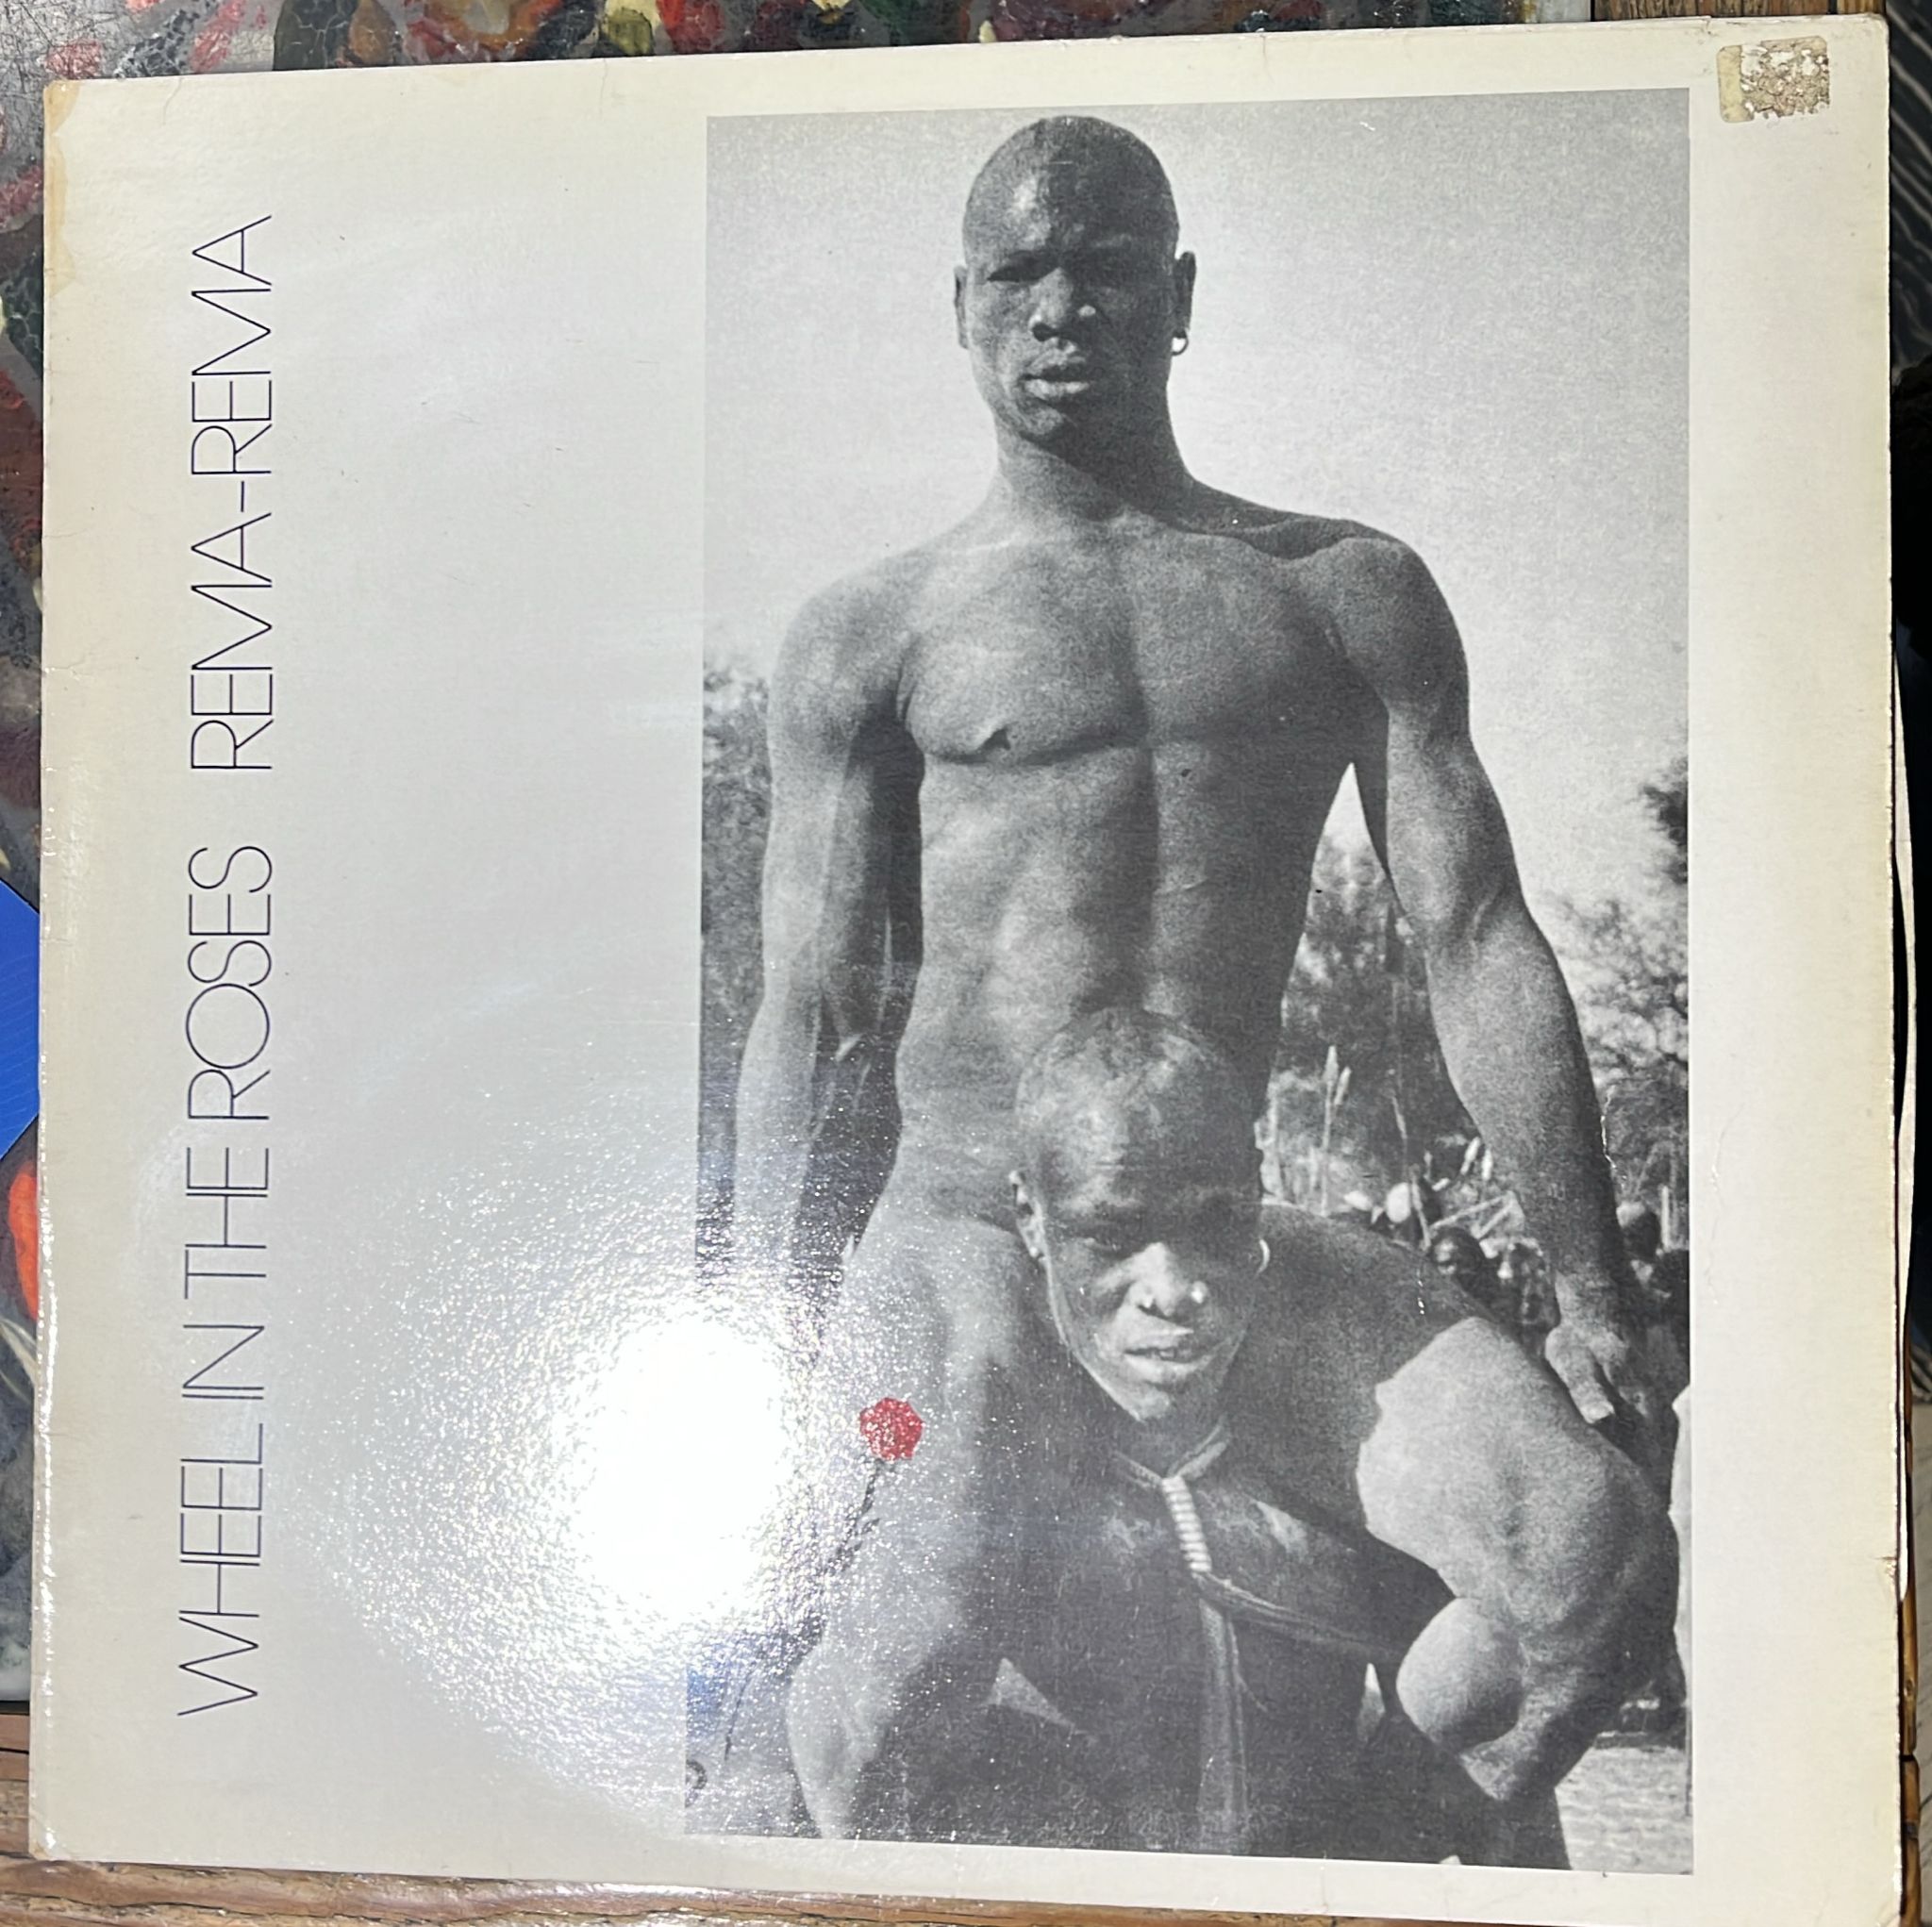 WHEEL IN THE ROSES REMA-REMA